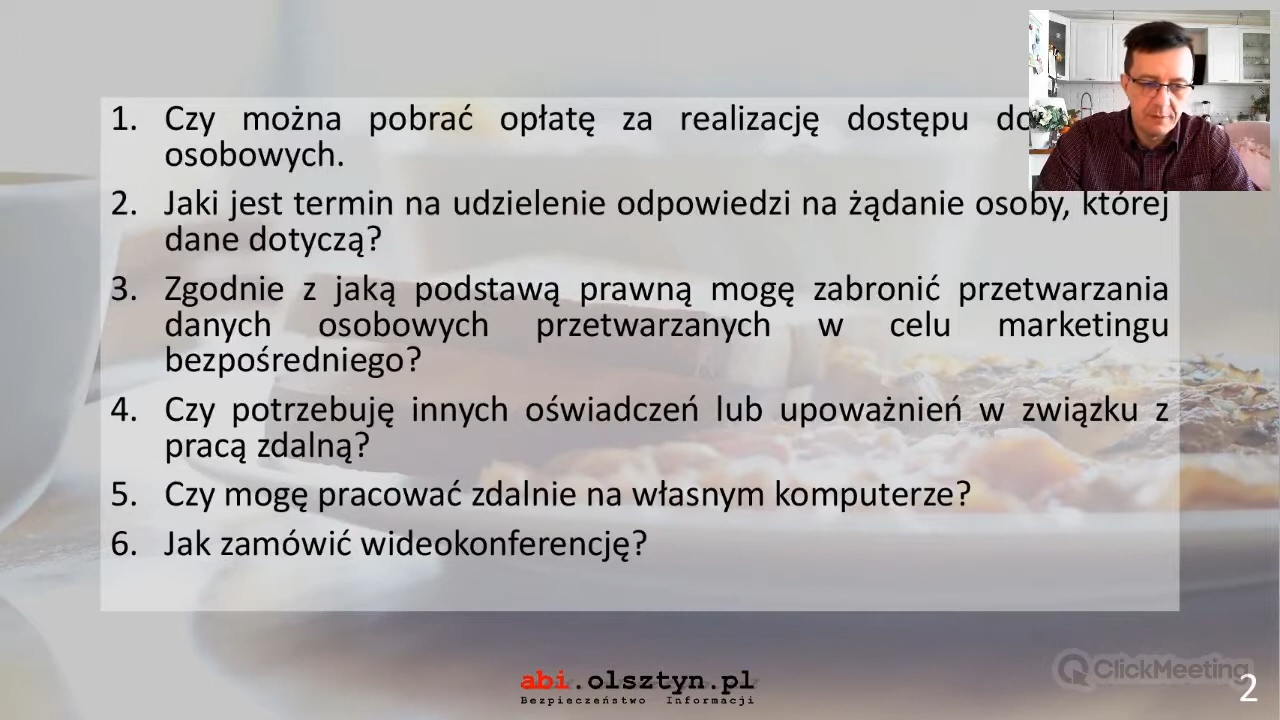 1. Czy można pobrać opłatę za realizację dostępu do
osobowych.
2. Jaki jest termin na udzielenie odpowiedzi na żądanie osoby, której
dane dotyczą?
3. Zgodnie z jaką podstawą prawną mogę zabronić przetwarzania
danych osobowych przetwarzanych w celu marketingu
bezpośredniego?
4. Czy potrzebuję innych oświadczeń lub upoważnień w związku z
pracą zdalną?
5. Czy mogę pracować zdalnie na własnym komputerze?
6. Jak zamówić wideokonferencję?
abi.olsztyn.pl
Bezpieczeństwo Informacji
ClickMeeting
2